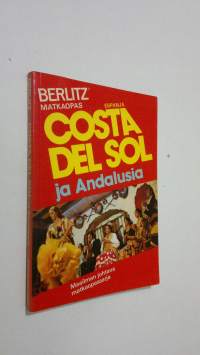 BERLITZ
MATKAOPAS ESPANJA
COSTA
DEL SOL
ja Andalusia
Maailman johtava
matkaopassarja